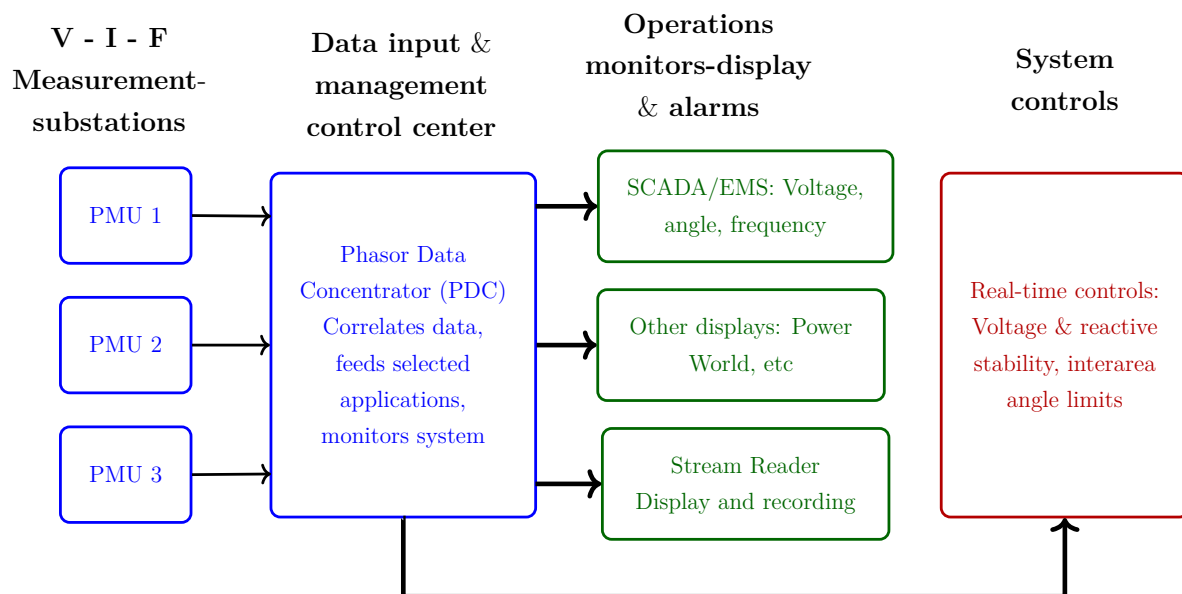 V - I - F
Measurement-
substations
Data input & 
management
control center
Operations
monitors-display
& alarms
System
controls
PMU 1
PMU 2
PMU 3
Phasor Data
Concentrator (PDC)
Correlates data,
feeds selected
applications,
monitors system
SCADA/EMS: Voltage,
angle, frequency
Other displays: Power
World, etc
Stream Reader
Display and recording
Real-time controls:
Voltage & reactive
stability, interarea
angle limits